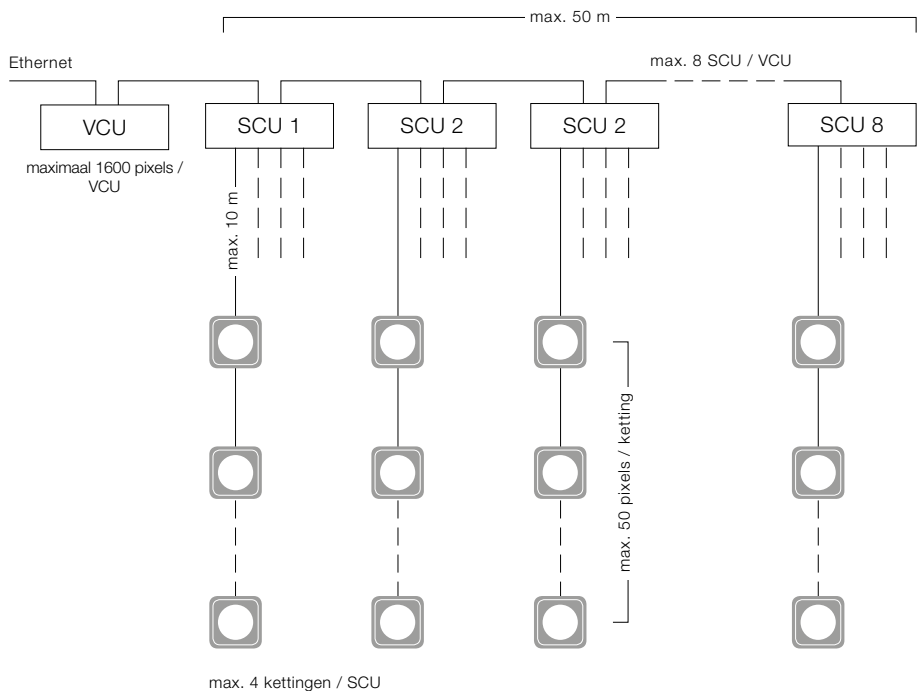 max. 50 m
Ethernet
max. 8 SCU / VCU
VCU
SCU 1
SCU 2
SCU 2
SCU 8
maximaal 1600 pixels /
VCU
max. 10 m
max. 50 pixels / ketting
max. 4 kettingen / SCU